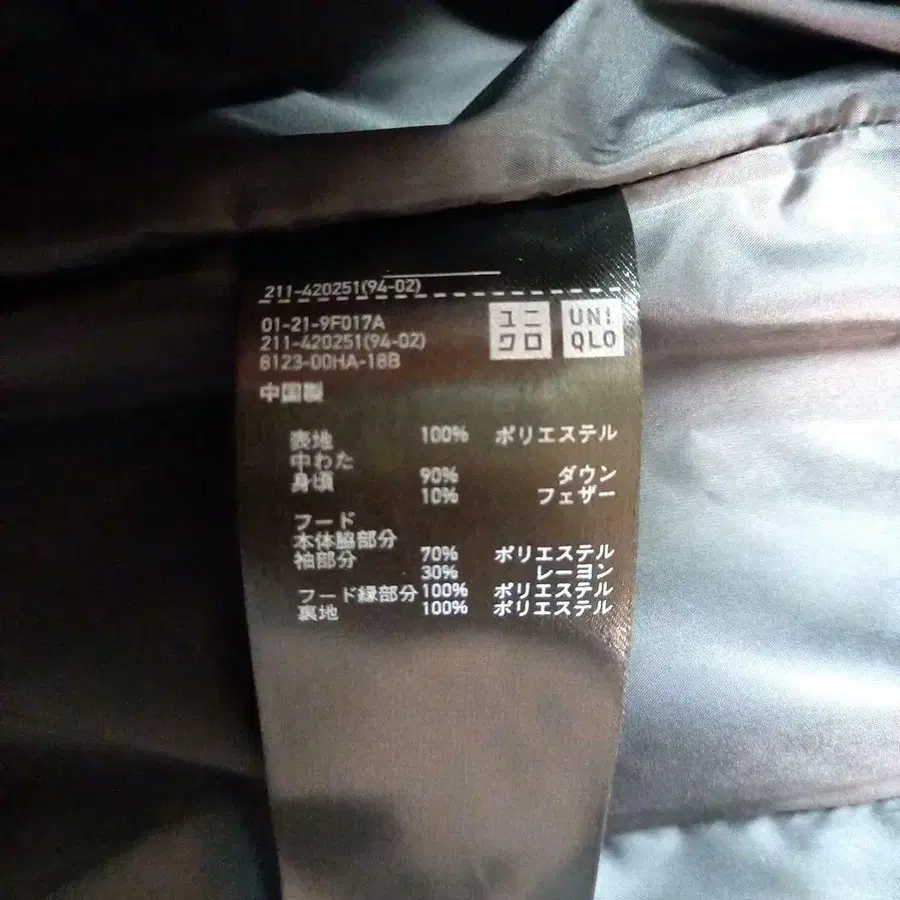 211-420251(94-02)
01-21-9F017A
211-420251(94-02)
8123-00HA-18B
ユニ
クロ
UNI
QLO
中国製
表地 100% ポリエステル
中わた
身頃 90% ダウン
10% フェザー
フード
本体脇部分
袖部分 70% ポリエステル
30% レーヨン
フード縁部分 100% ポリエステル
裏地 100% ポリエステル